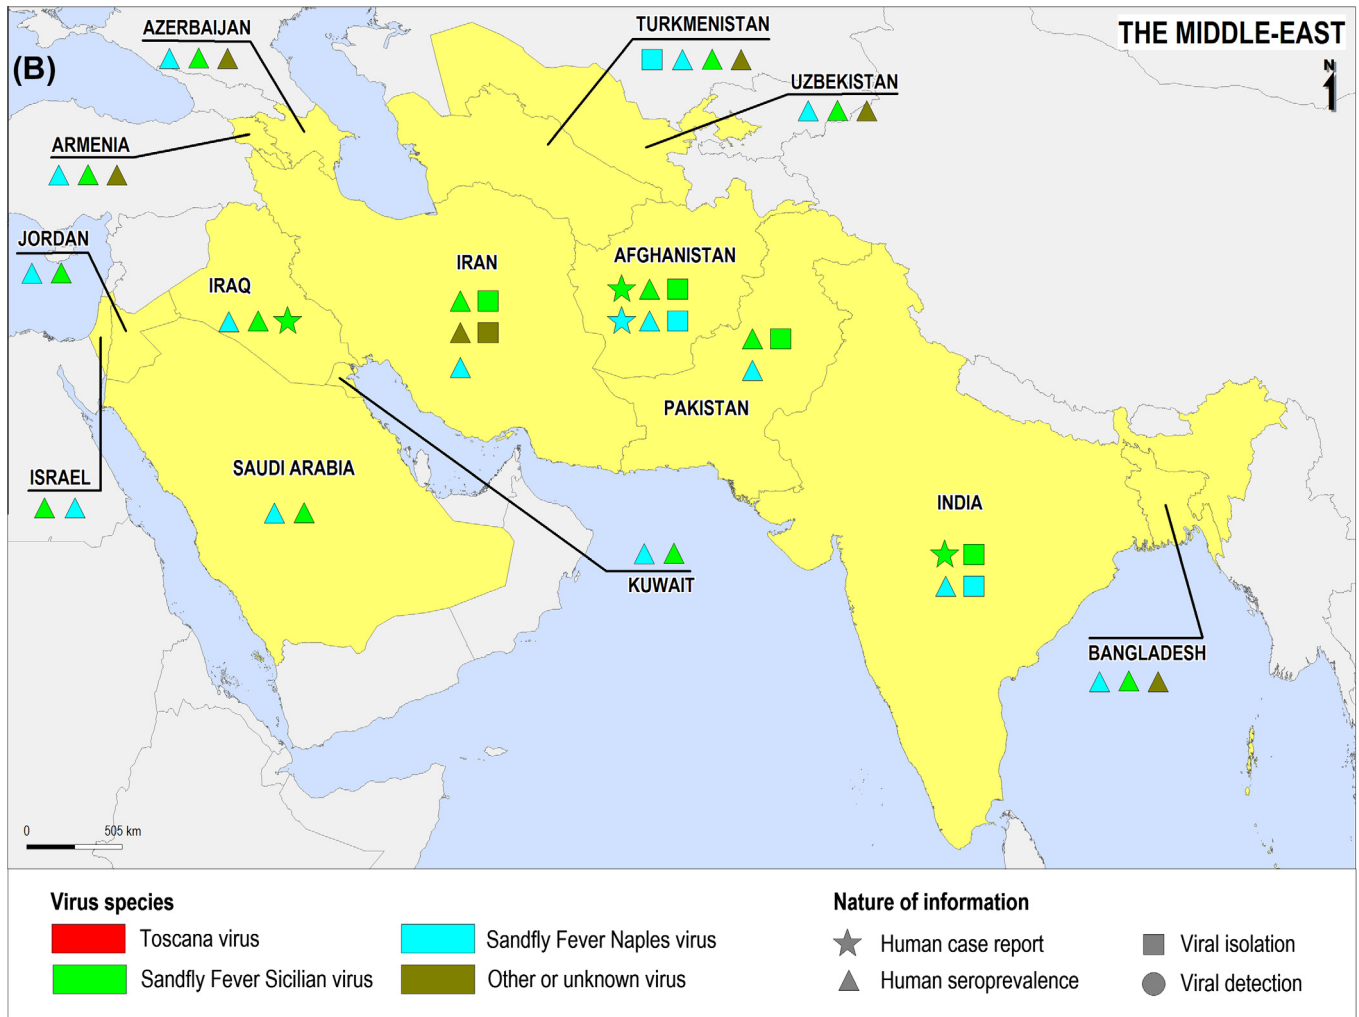 THE MIDDLE-EAST
(B)
N
AZERBAIJAN
TURKMENISTAN
UZBEKISTAN
ARMENIA
JORDAN
IRAQ
IRAN
AFGHANISTAN
PAKISTAN
ISRAEL
SAUDI ARABIA
KUWAIT
INDIA
BANGLADESH
0 505 km
Virus species
Toscana virus
Sandfly Fever Naples virus
Sandfly Fever Sicilian virus
Other or unknown virus
Nature of information
Human case report
Viral isolation
Human seroprevalence
Viral detection